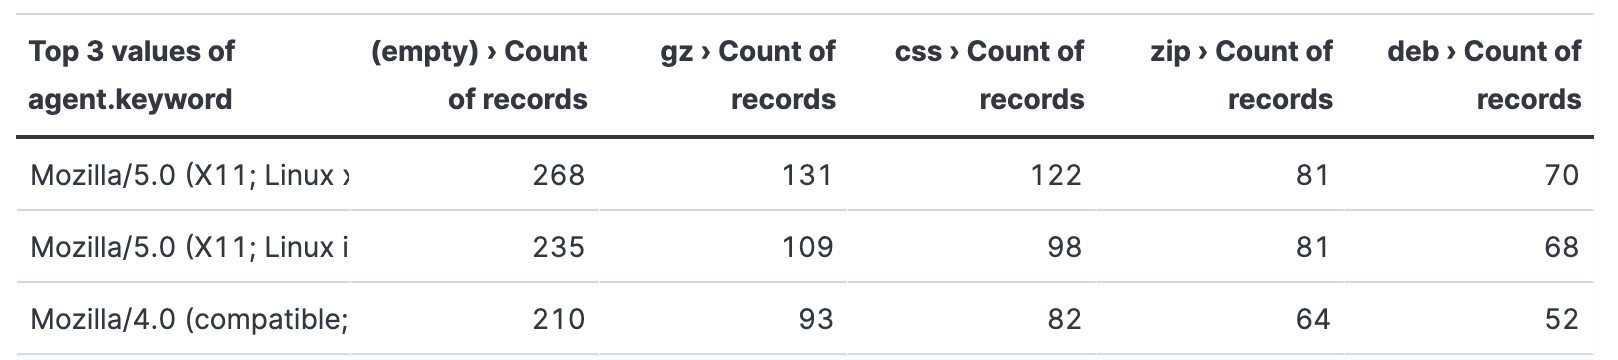 Top 3 values of agent.keyword (empty) › Count of records gz › Count of records css › Count of records zip › Count of records deb › Count of records
Mozilla/5.0 (X11; Linux 268 131 122 81 70
Mozilla/5.0 (X11; Linux i 235 109 98 81 68
Mozilla/4.0 (compatible; 210 93 82 64 52